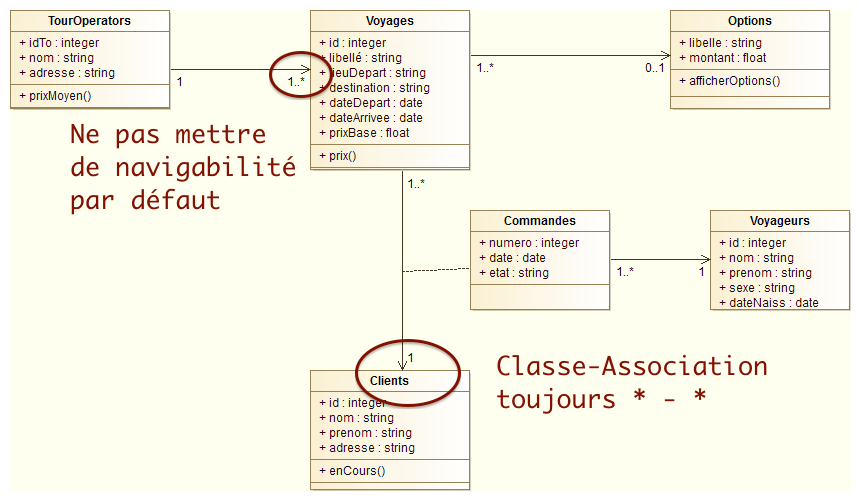 TourOperators
+ idTo : integer
+ nom : string
+ adresse : string
+ prixMoyen()
1
1..*
Voyages
+ id : integer
+ libellé : string
+ lieuDepart : string
+ destination : string
+ dateDepart : date
+ dateArrivee : date
+ prixBase : float
+ prix()
1..*
0..1
Options
+ libelle : string
+ montant : float
+ afficherOptions()
Ne pas mettre
de navigabilité
par défaut
1..*
Commandes
+ numero : integer
+ date : date
+ etat : string
1..*
1
Voyageurs
+ id : integer
+ nom : string
+ prenom : string
+ sexe : string
+ dateNaiss : date
1
Clients
+ id : integer
+ nom : string
+ prenom : string
+ adresse : string
+ enCours()
Classe-Association
toujours * - *